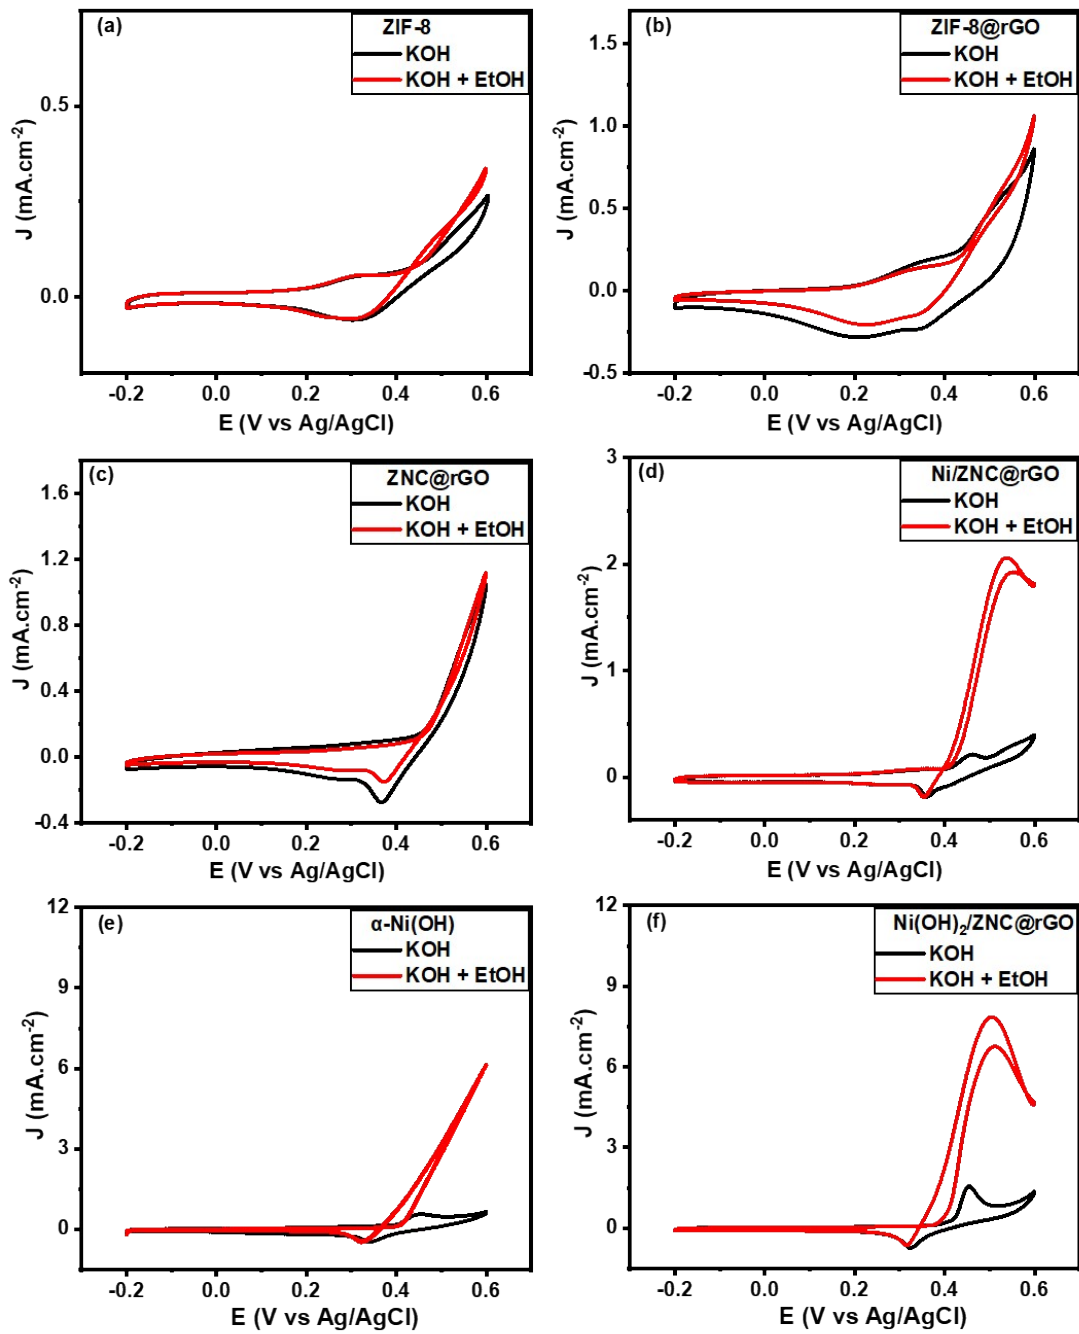 (a)
ZIF-8
KOH
KOH + EtOH
0.5
0.0
J (mA.cm-2)
-0.2
0.0
0.2
0.4
0.6
E (V vs Ag/AgCl)
(b)
ZIF-8@rGO
KOH
KOH + EtOH
1.5
1.0
0.5
0.0
-0.5
J (mA.cm-2)
-0.2
0.0
0.2
0.4
0.6
E (V vs Ag/AgCl)
(c)
ZNC@rGO
KOH
KOH + EtOH
1.6
1.2
0.8
0.4
0.0
-0.4
J (mA.cm-2)
-0.2
0.0
0.2
0.4
0.6
E (V vs Ag/AgCl)
(d)
Ni/ZNC@rGO
KOH
KOH + EtOH
3
2
1
0
J (mA.cm-2)
-0.2
0.0
0.2
0.4
0.6
E (V vs Ag/AgCl)
(e)
α-Ni(OH)
KOH
KOH + EtOH
12
9
6
3
0
J (mA.cm-2)
-0.2
0.0
0.2
0.4
0.6
E (V vs Ag/AgCl)
(f)
Ni(OH)2/ZNC@rGO
KOH
KOH + EtOH
12
9
6
3
0
J (mA.cm-2)
-0.2
0.0
0.2
0.4
0.6
E (V vs Ag/AgCl)